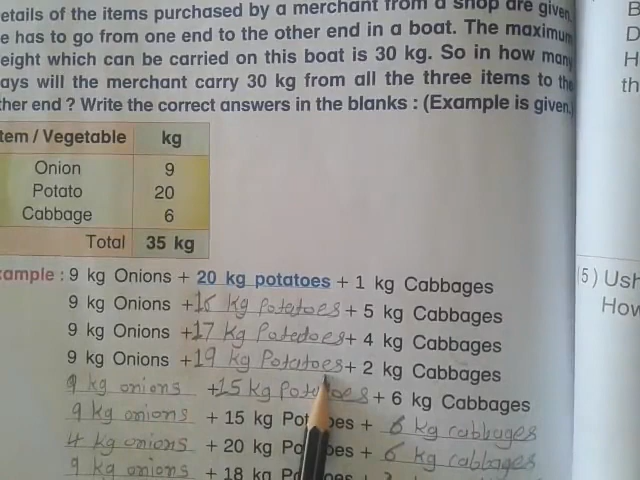 etails of the items purchased by a merchant from a shop are given.
e has to go from one end to the other end in a boat. The maximum
eight which can be carried on this boat is 30 kg. So in how many
ays will the merchant carry 30 kg from all the three items to the
ther end ? Write the correct answers in the blanks : (Example is given.)
tem / Vegetable kg
Onion 9
Potato 20
Cabbage 6
Total 35 kg
ample : 9 kg Onions + 20 kg potatoes + 1 kg Cabbages
9 kg Onions + 16 kg Potatoes + 5 kg Cabbages
9 kg Onions + 17 kg Potatoes + 4 kg Cabbages
9 kg Onions + 19 kg Potatoes + 2 kg Cabbages
9 kg onions + 15 kg Potatoes + 6 kg Cabbages
9 kg onions + 15 kg Potatoes + 6 kg cabbages
4 kg onions + 20 kg Potatoes + 6 kg cabbages
9 kg onions + 18 kg
B
D
H
th
(5) Ush
How